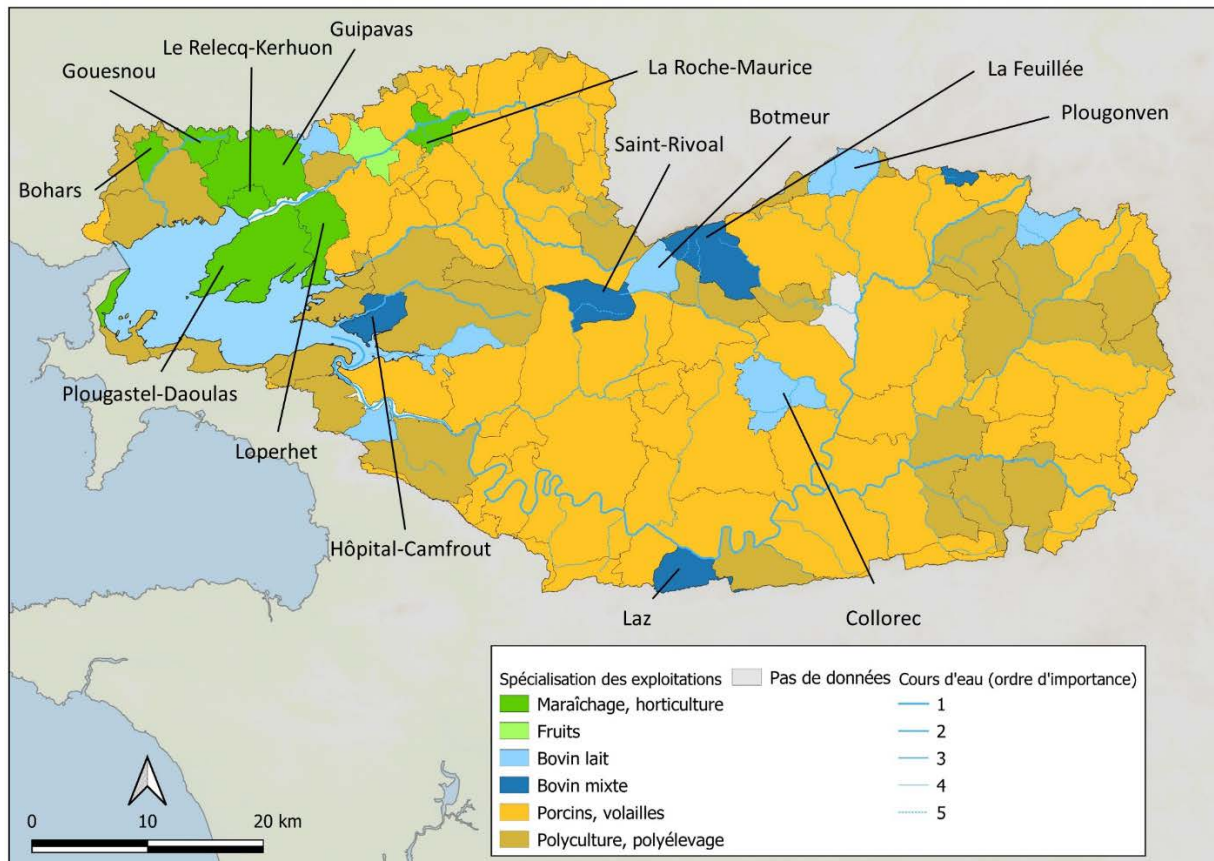 Guipavas
Le Relecq-Kerhuon
Gouesnou
La Roche-Maurice
La Feuillée
Botmeur
Plougonven
Saint-Rivoal
Bohars
Plougastel-Daoulas
Loperhet
Hôpital-Camfrout
Laz
Collorec
Spécialisation des exploitations
Maraîchage, horticulture
Fruits
Bovin lait
Bovin mixte
Porcins, volailles
Polyculture, polyélevage
Pas de données
Cours d'eau (ordre d'importance)
1
2
3
4
5
0 10 20 km